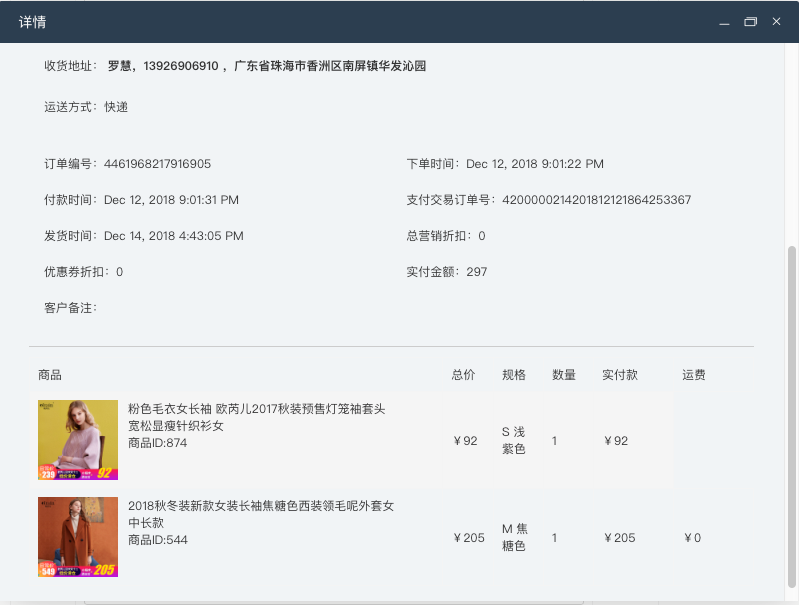 详情
收货地址： 罗慧，13926906910 ，广东省珠海市香洲区南屏镇华发沁园
运送方式：快递
订单编号：4461968217916905
下单时间：Dec 12, 2018 9:01:22 PM
付款时间：Dec 12, 2018 9:01:31 PM
支付交易订单号：4200000214201812121864253367
发货时间：Dec 14, 2018 4:43:05 PM
总营销折扣：0
优惠券折扣：0
实付金额：297
客户备注：
商品 总价 规格 数量 实付款 运费
粉色毛衣女长袖 欧芮儿2017秋装预售灯笼袖套头
宽松显瘦针织衫女
商品ID:874
￥92
S 浅
紫色
1
￥92
239
92
2018秋冬装新款女装长袖焦糖色西装领毛呢外套女
中长款
商品ID:544
￥205
M 焦
糖色
1
￥205
￥0
549
205